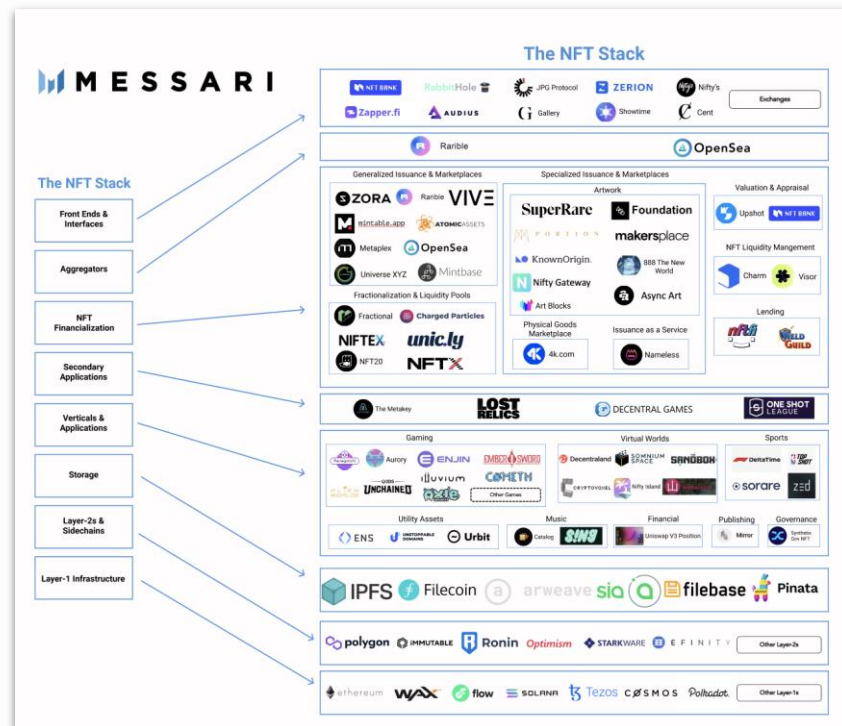 MESSARI
The NFT Stack
NFT BANK
RabbitHole
JPG Protocol
ZERION
Nifty's
Exchanges
Zapper.fi
AUDIUS
Gallery
Showtime
Cent
Rarible
OpenSea
The NFT Stack
Front Ends &
Interfaces
Aggregators
NFT
Financialization
Secondary
Applications
Verticals &
Applications
Storage
Layer-2s &
Sidechains
Layer-1 Infrastructure
Generalized Issuance & Marketplaces
ZORA
Rarible
VIVE
mintable.app
ATOMICASSETS
Metaplex
OpenSea
Universe XYZ
Mintbase
Fractionalization & Liquidity Pools
Fractional
Charged Particles
NIFTEX
unic.ly
NFT20
NFTX
Specialized Issuance & Marketplaces
Artwork
SuperRare
Foundation
PORTION
makersplace
KnownOrigin.
888 The New
World
Nifty Gateway
Art Blocks
Async Art
Physical Goods
Marketplace
4k.com
Issuance as a Service
Nameless
Valuation & Appraisal
Upshot
NFT BANK
NFT Liquidity Mangement
Charm
Visor
Lending
nftfi
WELD
GUILD
The Metakey
LOST
RELICS
DECENTRAL GAMES
ONE SHOT
LEAGUE
Gaming
Aurory
ENJIN
EMBER SWORD
GODS
UNCHAINED
illuvium
COMETH
axie
Other Games
Virtual Worlds
Decentraland
SOMNIUM
SPACE
SANDBOX
CRYPTOVOXEL
Nifty Island
Sports
DeltaTime
TOP
SHOT
sorare
zed
Utility Assets
ENS
UNSTOPPABLE
DOMAINS
Urbit
Music
Catalog
S!NG
Financial
Uniswap V3 Position
Publishing
Mirror
Governance
Synthetic
Gov NFT
IPFS
Filecoin
a
arweave
sia
filebase
Pinata
polygon
IMMUTABLE
Ronin
Optimism
STARKWARE
EFINITY
Other Layer-2s
ethereum
WAX
flow
SOLANA
Tezos
COSMOS
Polkadot.
Other Layer-1s